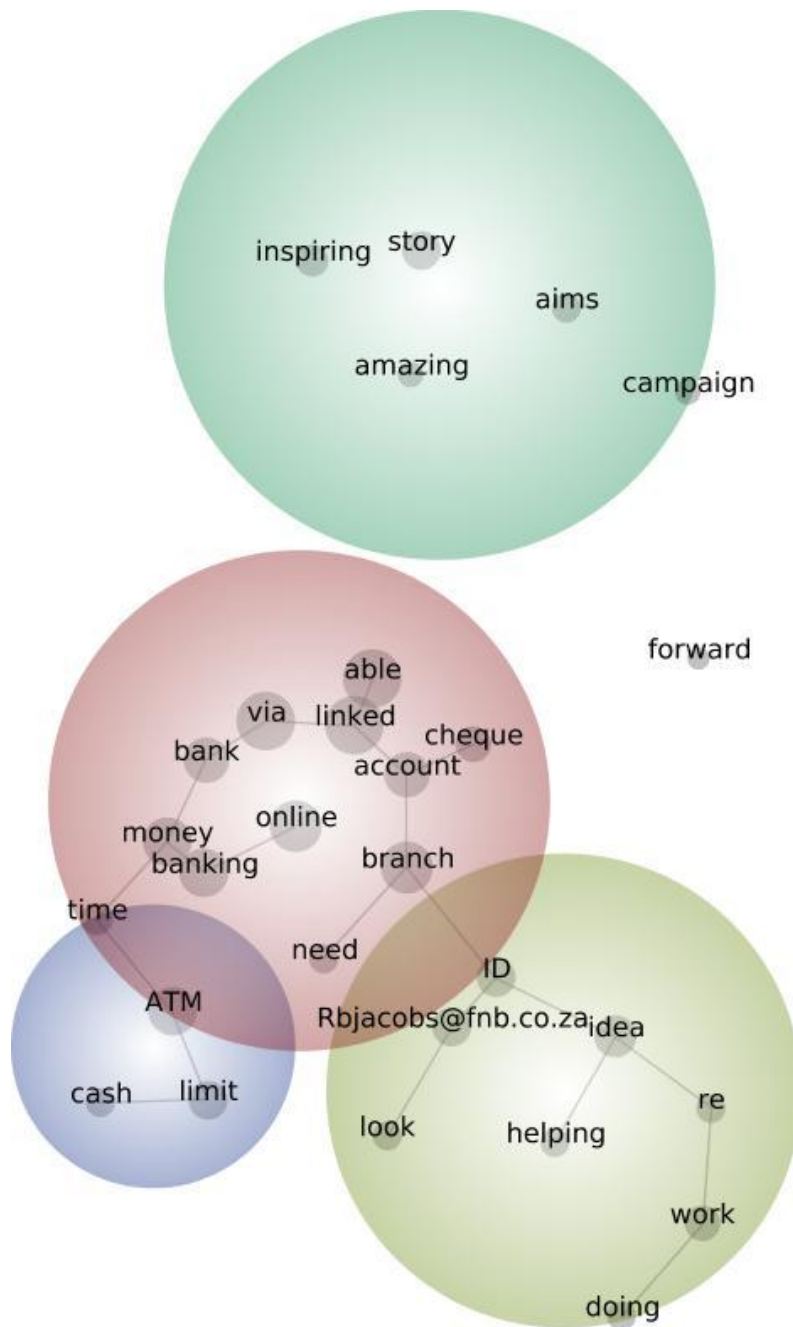 story
inspiring
aims
amazing
campaign
forward
able
via
linked
cheque
bank
account
online
money
banking
branch
time
need
ID
ATM
Rbjacobs@fnb.co.za
idea
cash
limit
re
look
helping
work
doing